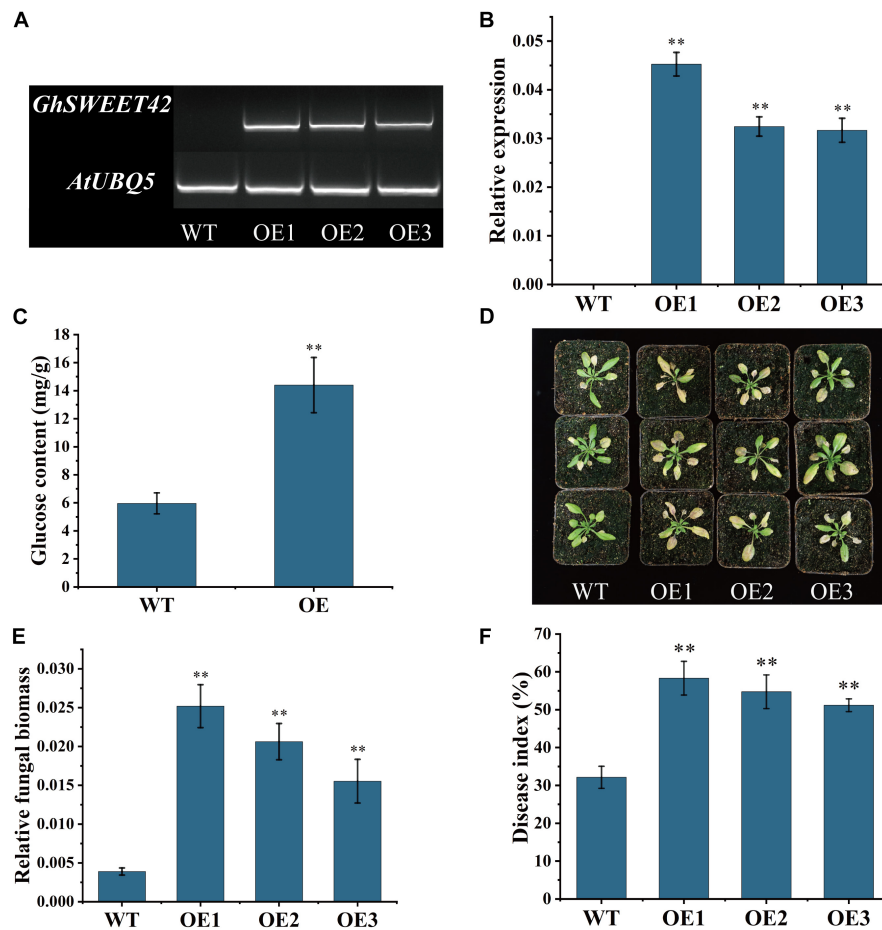 A
GhSWEET42
AtUBQ5
WT OE1 OE2 OE3
B
Relative expression
0.05
0.04
0.03
0.02
0.01
0.00
** ** **
WT OE1 OE2 OE3
C
Glucose content (mg/g)
18
16
14
12
10
8
6
4
2
0
**
WT OE
D
WT OE1 OE2 OE3
E
Relative fungal biomass
0.030
0.025
0.020
0.015
0.010
0.005
0.000
** ** **
WT OE1 OE2 OE3
F
Disease index (%)
70
60
50
40
30
20
10
0
** ** **
WT OE1 OE2 OE3